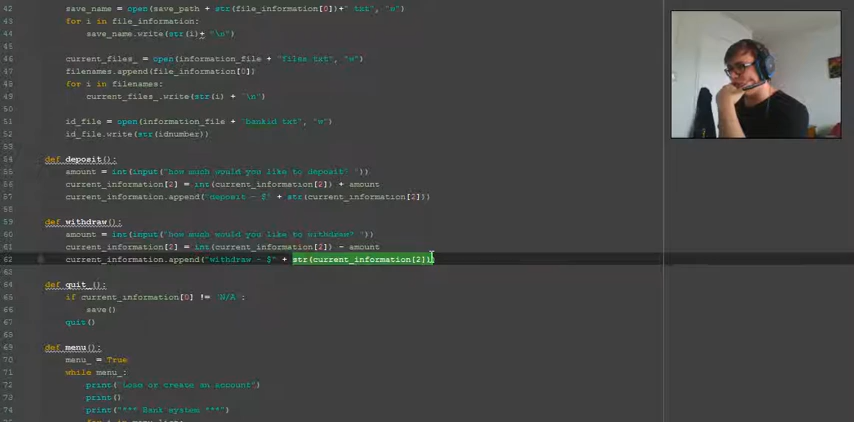 42 save_name = open(save_path + str(file_information[0])+".txt", "w")
43 for i in file_information:
44 save_name.write(str(i)+ "\n")
45
46 current_files_ = open(information_file + "files.txt", "w")
47 filenames.append(file_information[0])
48 for i in filenames:
49 current_files_.write(str(i) + "\n")
50
51 id_file = open(information_file + "bankid.txt", "w")
52 id_file.write(str(idnumber))
53
54 def deposit():
55 amount = int(input("how much would you like to deposit? "))
56 current_information[2] = int(current_information[2]) + amount
57 current_information.append("deposit - $" + str(current_information[2]))
58
59 def withdraw():
60 amount = int(input("how much would you like to withdraw? "))
61 current_information[2] = int(current_information[2]) - amount
62 current_information.append("withdraw - $" + str(current_information[2]))
63
64 def quit_():
65 if current_information[0] != 'N/A':
66 save()
67 quit()
68
69 def menu():
70 menu_ = True
71 while menu_:
72 print("Load or create an account")
73 print()
74 print("*** Bank system ***")